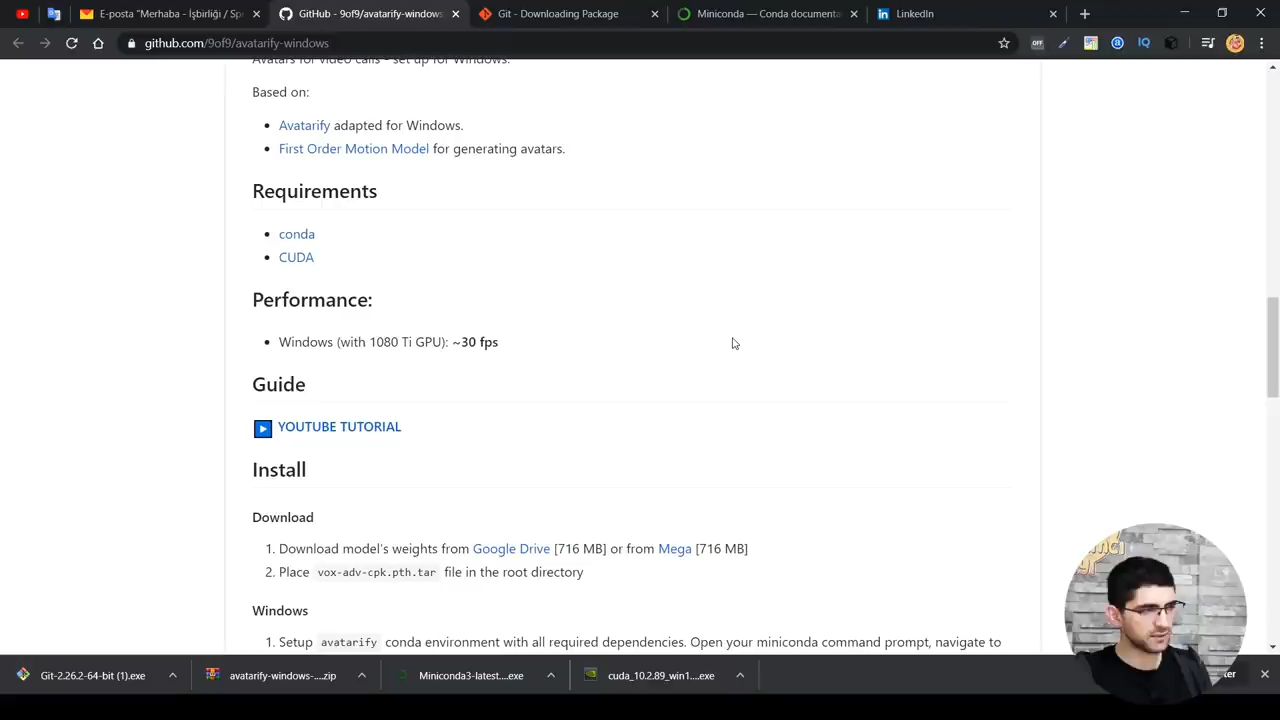 E-posta "Merhaba - İşbirliği / Sp
GitHub - 9of9/avatarify-windows
Git - Downloading Package
Miniconda — Conda documenta
LinkedIn
github.com/9of9/avatarify-windows
OFF
IQ
Avatars for video calls - set up for Windows.
Based on:
Avatarify adapted for Windows.
First Order Motion Model for generating avatars.
Requirements
conda
CUDA
Performance:
Windows (with 1080 Ti GPU): ~30 fps
Guide
YOUTUBE TUTORIAL
Install
Download
1. Download model's weights from Google Drive [716 MB] or from Mega [716 MB]
2. Place vox-adv-cpk.pth.tar file in the root directory
Windows
1. Setup avatarify conda environment with all required dependencies. Open your miniconda command prompt, navigate to
Git-2.26.2-64-bit (1).exe
avatarify-windows-....zip
Miniconda3-latest....exe
cuda_10.2.89_win1....exe